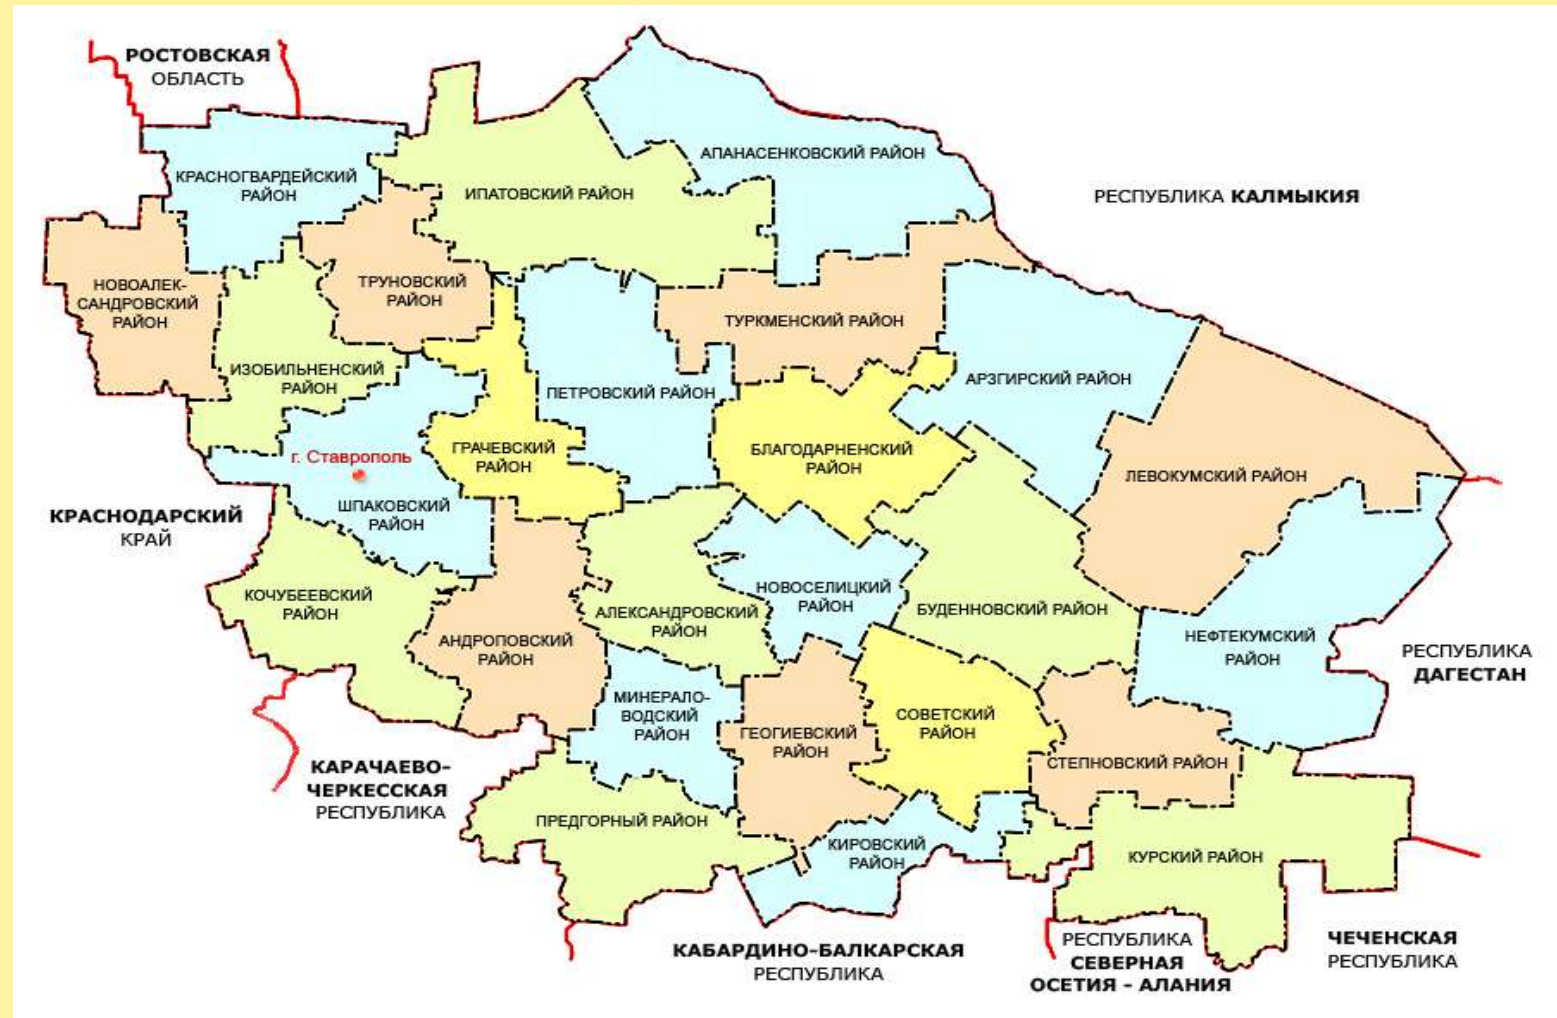 РОСТОВСКАЯ
ОБЛАСТЬ
КРАСНОГВАРДЕЙСКИЙ
РАЙОН
АПАНАСЕНКОВСКИЙ РАЙОН
ИПАТОВСКИЙ РАЙОН
РЕСПУБЛИКА КАЛМЫКИЯ
НОВОАЛЕК-
САНДРОВСКИЙ
РАЙОН
ТРУНОВСКИЙ
РАЙОН
ТУРКМЕНСКИЙ РАЙОН
ИЗОБИЛЬНЕНСКИЙ
РАЙОН
ПЕТРОВСКИЙ РАЙОН
АРЗГИРСКИЙ РАЙОН
г. Ставрополь
ГРАЧЕВСКИЙ
РАЙОН
БЛАГОДАРНЕНСКИЙ
РАЙОН
ЛЕВОКУМСКИЙ РАЙОН
КРАСНОДАРСКИЙ
КРАЙ
ШПАКОВСКИЙ
РАЙОН
КОЧУБЕЕВСКИЙ
РАЙОН
АНДРОПОВСКИЙ
РАЙОН
АЛЕКСАНДРОВСКИЙ
РАЙОН
НОВОСЕЛИЦКИЙ
РАЙОН
БУДЕННОВСКИЙ РАЙОН
НЕФТЕКУМСКИЙ
РАЙОН
РЕСПУБЛИКА
ДАГЕСТАН
МИНЕРАЛО-
ВОДСКИЙ
РАЙОН
ГЕОГИЕВСКИЙ
РАЙОН
СОВЕТСКИЙ
РАЙОН
СТЕПНОВСКИЙ РАЙОН
КАРАЧАЕВО-
ЧЕРКЕССКАЯ
РЕСПУБЛИКА
ПРЕДГОРНЫЙ РАЙОН
КИРОВСКИЙ
РАЙОН
КУРСКИЙ РАЙОН
КАБАРДИНО-БАЛКАРСКАЯ
РЕСПУБЛИКА
РЕСПУБЛИКА
СЕВЕРНАЯ
ОСЕТИЯ - АЛАНИЯ
ЧЕЧЕНСКАЯ
РЕСПУБЛИКА